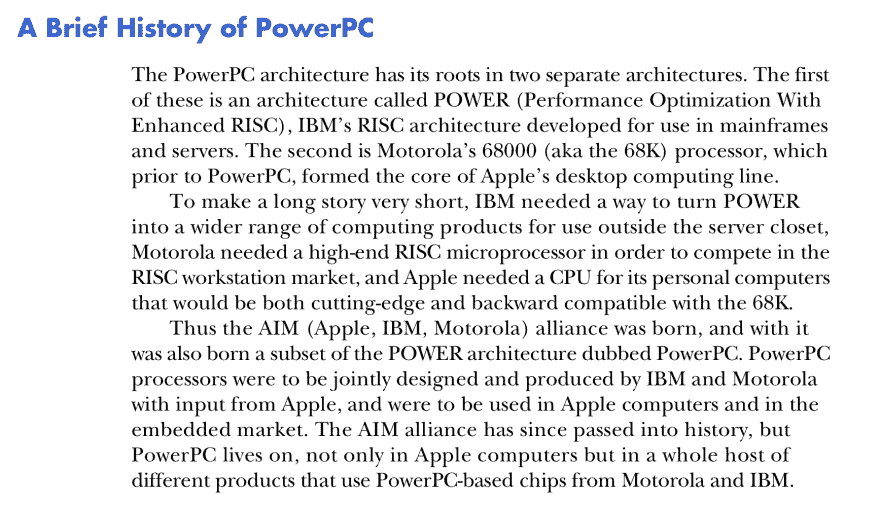 A Brief History of PowerPC
The PowerPC architecture has its roots in two separate architectures. The first
of these is an architecture called POWER (Performance Optimization With
Enhanced RISC), IBM’s RISC architecture developed for use in mainframes
and servers. The second is Motorola’s 68000 (aka the 68K) processor, which
prior to PowerPC, formed the core of Apple’s desktop computing line.
To make a long story very short, IBM needed a way to turn POWER
into a wider range of computing products for use outside the server closet,
Motorola needed a high-end RISC microprocessor in order to compete in the
RISC workstation market, and Apple needed a CPU for its personal computers
that would be both cutting-edge and backward compatible with the 68K.
Thus the AIM (Apple, IBM, Motorola) alliance was born, and with it
was also born a subset of the POWER architecture dubbed PowerPC. PowerPC
processors were to be jointly designed and produced by IBM and Motorola
with input from Apple, and were to be used in Apple computers and in the
embedded market. The AIM alliance has since passed into history, but
PowerPC lives on, not only in Apple computers but in a whole host of
different products that use PowerPC-based chips from Motorola and IBM.